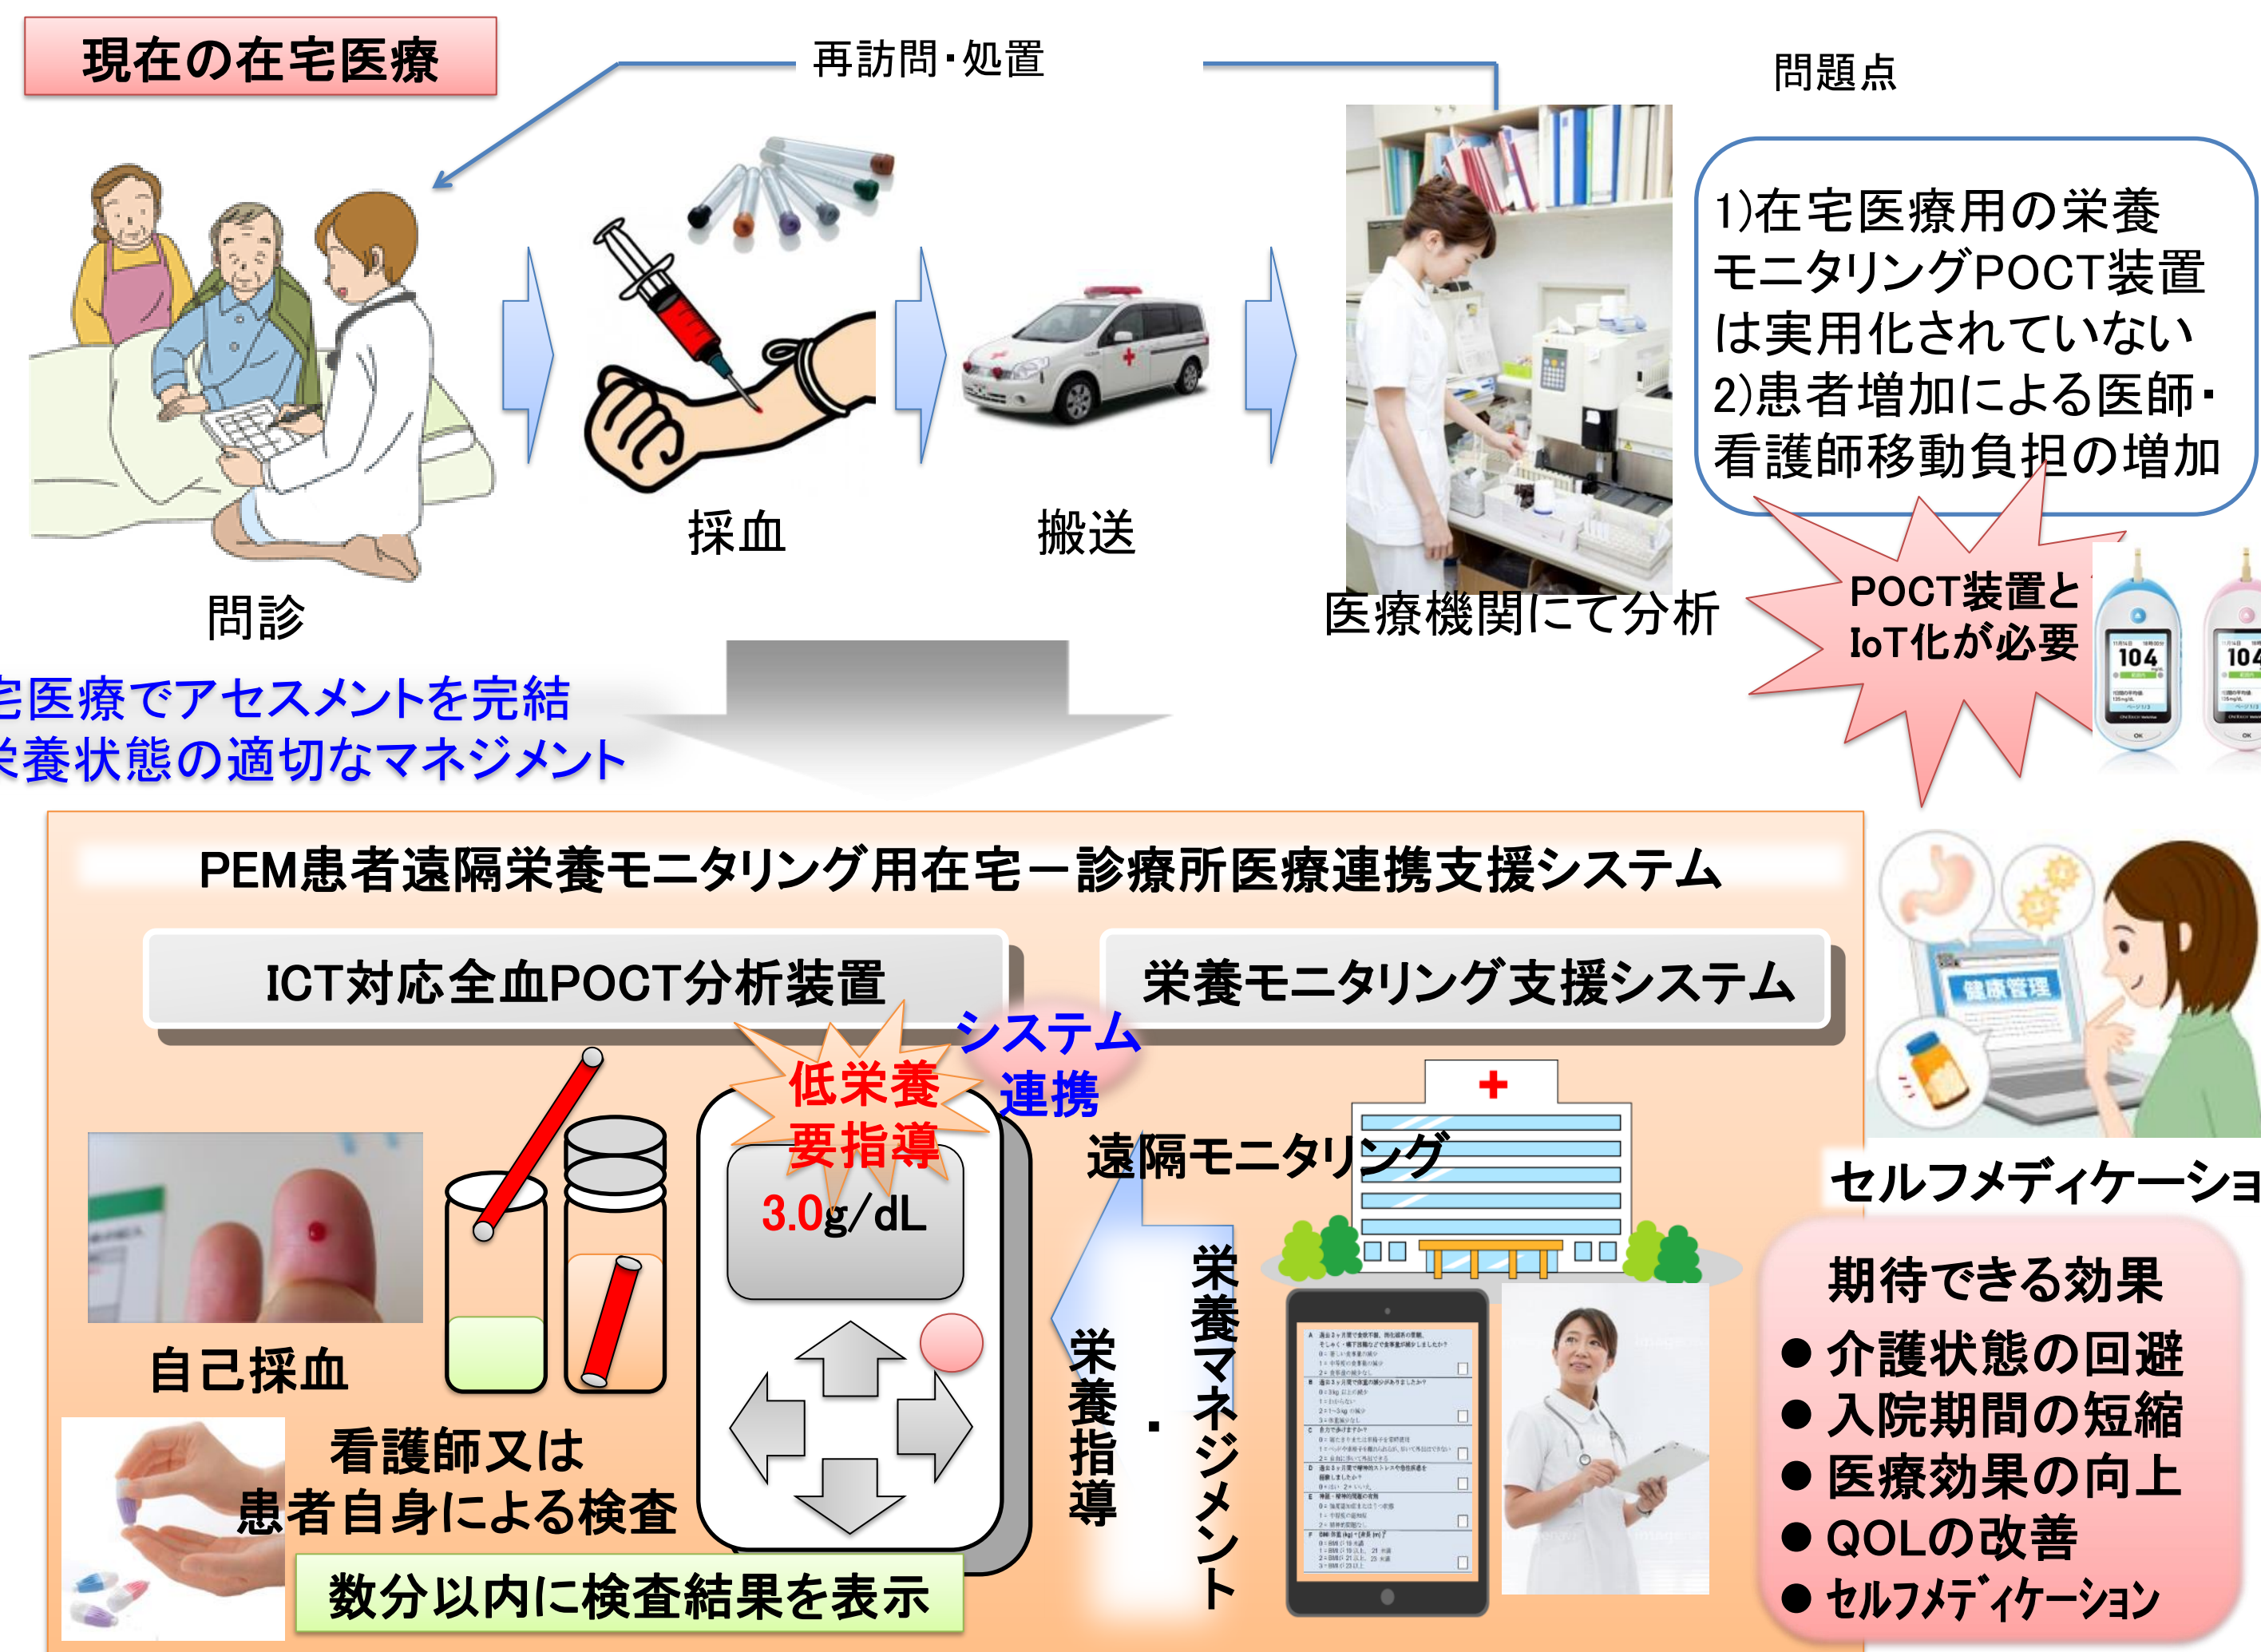 現在の在宅医療
再訪問・処置
問題点
1)在宅医療用の栄養
モニタリングPOCT装置
は実用化されていない
2)患者増加による医師・
看護師移動負担の増加
問診
採血
搬送
医療機関にて分析
POCT装置と
IoT化が必要
104
104
宅医療でアセスメントを完結
栄養状態の適切なマネジメント
PEM患者遠隔栄養モニタリング用在宅ー診療所医療連携支援システム
ICT対応全血POCT分析装置
栄養モニタリング支援システム
システム
連携
低栄養
要指導
3.0g/dL
遠隔モニタリング
栄養マネジメント
・
栄養指導
自己採血
看護師又は
患者自身による検査
数分以内に検査結果を表示
健康管理
セルフメディケーショ
期待できる効果
● 介護状態の回避
● 入院期間の短縮
● 医療効果の向上
● QOLの改善
● セルフメディケーション